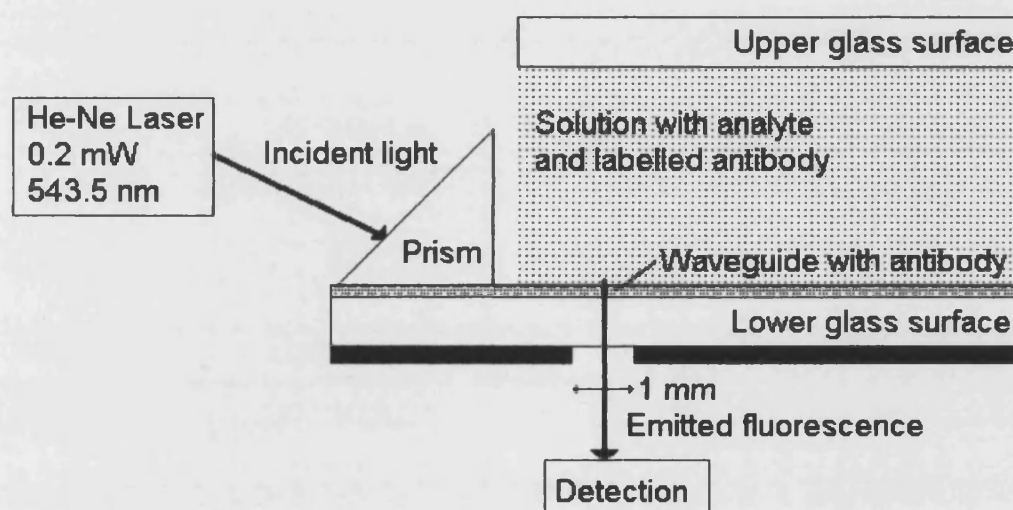 Upper glass surface
He-Ne Laser
0.2 mW
543.5 nm
Incident light
Solution with analyte
and labelled antibody
Prism
Waveguide with antibody
Lower glass surface
1 mm
Emitted fluorescence
Detection